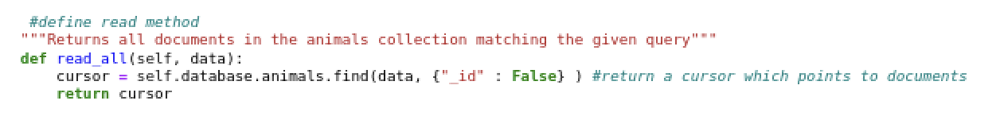 #define read method
"""Returns all documents in the animals collection matching the given query"""
def read_all(self, data):
    cursor = self.database.animals.find(data, {"_id" : False} ) #return a cursor which points to documents
    return cursor